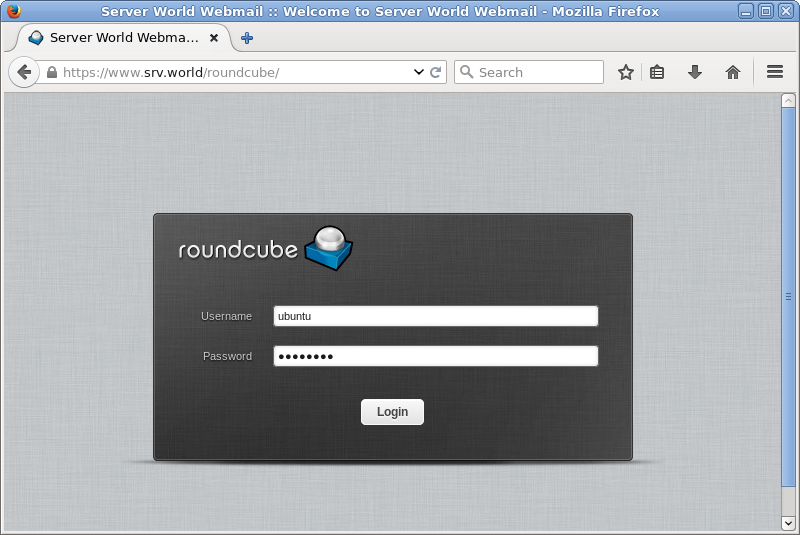 Server World Webmail :: Welcome to Server World Webmail - Mozilla Firefox
Server World Webma...
https://www.srv.world/roundcube/
Search
roundcube
Username
ubuntu
Password
••••••••
Login